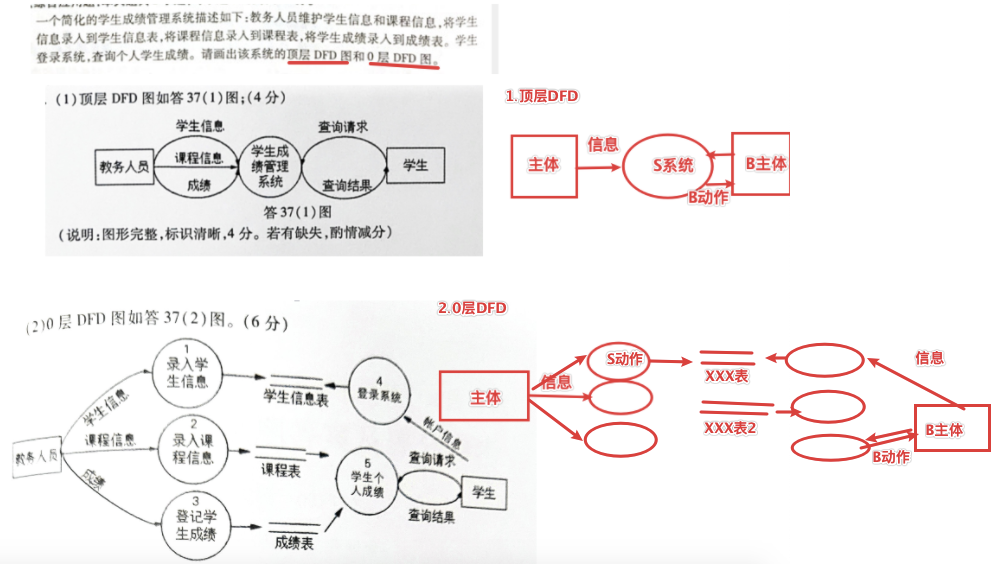 一个简化的学生成绩管理系统描述如下:教务人员维护学生信息和课程信息,将学生
信息录入到学生信息表,将课程信息录入到课程表,将学生成绩录入到成绩表。学生
登录系统,查询个人学生成绩。请画出该系统的顶层 DFD 图和 0 层 DFD 图。
(1)顶层 DFD 图如答 37(1)图;(4 分)
学生信息
查询请求
教务人员
课程信息
学生成
绩管理
系统
学生
成绩
查询结果
答 37(1)图
(说明:图形完整,标识清晰,4 分。若有缺失,酌情减分)
1.顶层DFD
主体
信息
S系统
B主体
B动作
(2)0 层 DFD 图如答 37(2)图。(6 分)
1
录入学
生信息
学生信息
学生信息表
4
登录系统
帐户信息
教务人员
课程信息
2
录入课
程信息
课程表
5
学生个
人成绩
查询请求
学生
查询结果
成绩
3
登记学
生成绩
成绩表
2.0层DFD
主体
信息
S动作
XXX表
XXX表2
信息
B主体
B动作